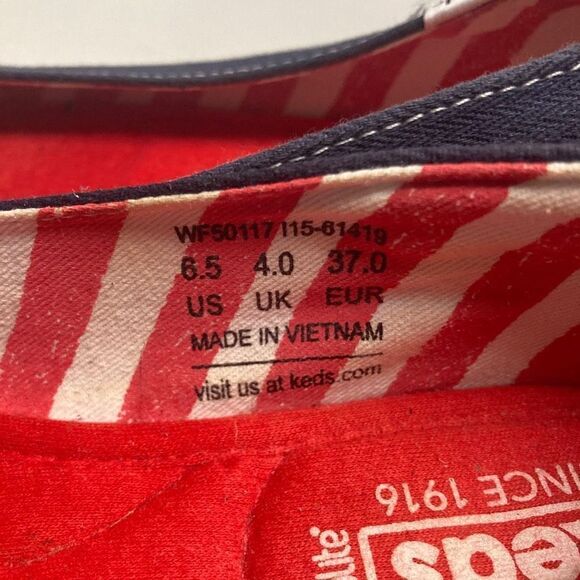 WF50117 I15-6141g
6.5 4.0 37.0
US UK EUR
MADE IN VIETNAM
visit us at keds.com
SINCE 1916
Keds